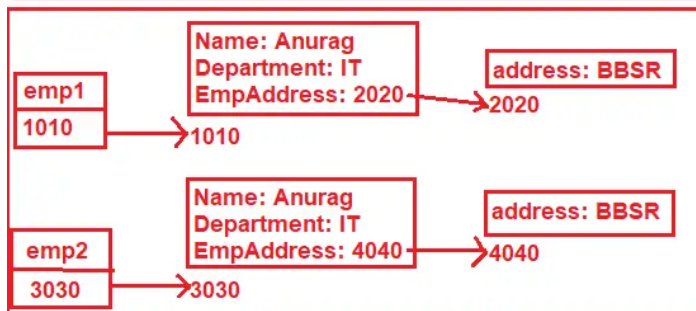 Name: Anurag
Department: IT
EmpAddress: 2020
address: BBSR
2020
emp1
1010
1010
Name: Anurag
Department: IT
EmpAddress: 4040
address: BBSR
4040
emp2
3030
3030